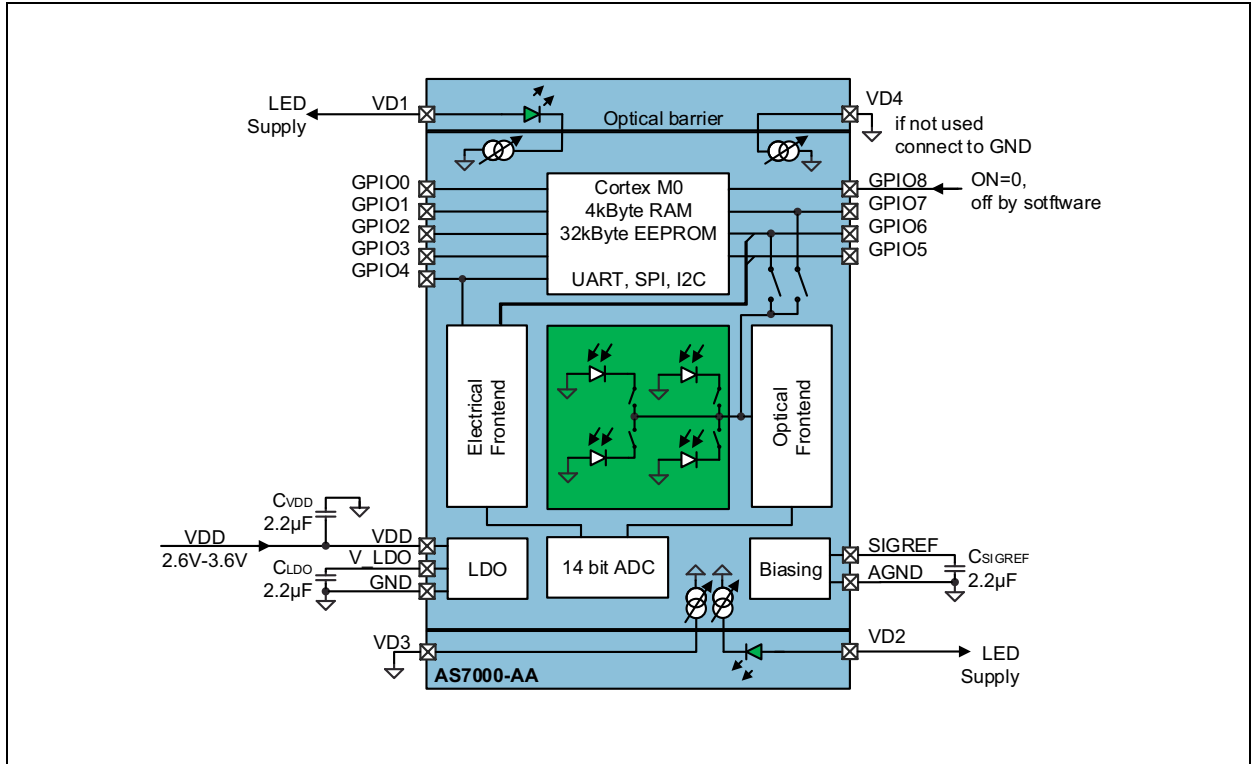 LED
Supply
VD1
Optical barrier
VD4
if not used
connect to GND
GPIO0
GPIO1
GPIO2
GPIO3
GPIO4
Cortex M0
4kByte RAM
32kByte EEPROM
UART, SPI, I2C
GPIO8
GPIO7
GPIO6
GPIO5
ON=0,
off by sotftware
Electrical
Frontend
Optical
Frontend
CVDD
2.2µF
VDD
2.6V-3.6V
VDD
V_LDO
GND
CLDO
2.2µF
LDO
14 bit ADC
Biasing
SIGREF
AGND
CSIGREF
2.2µF
VD3
AS7000-AA
VD2
LED
Supply